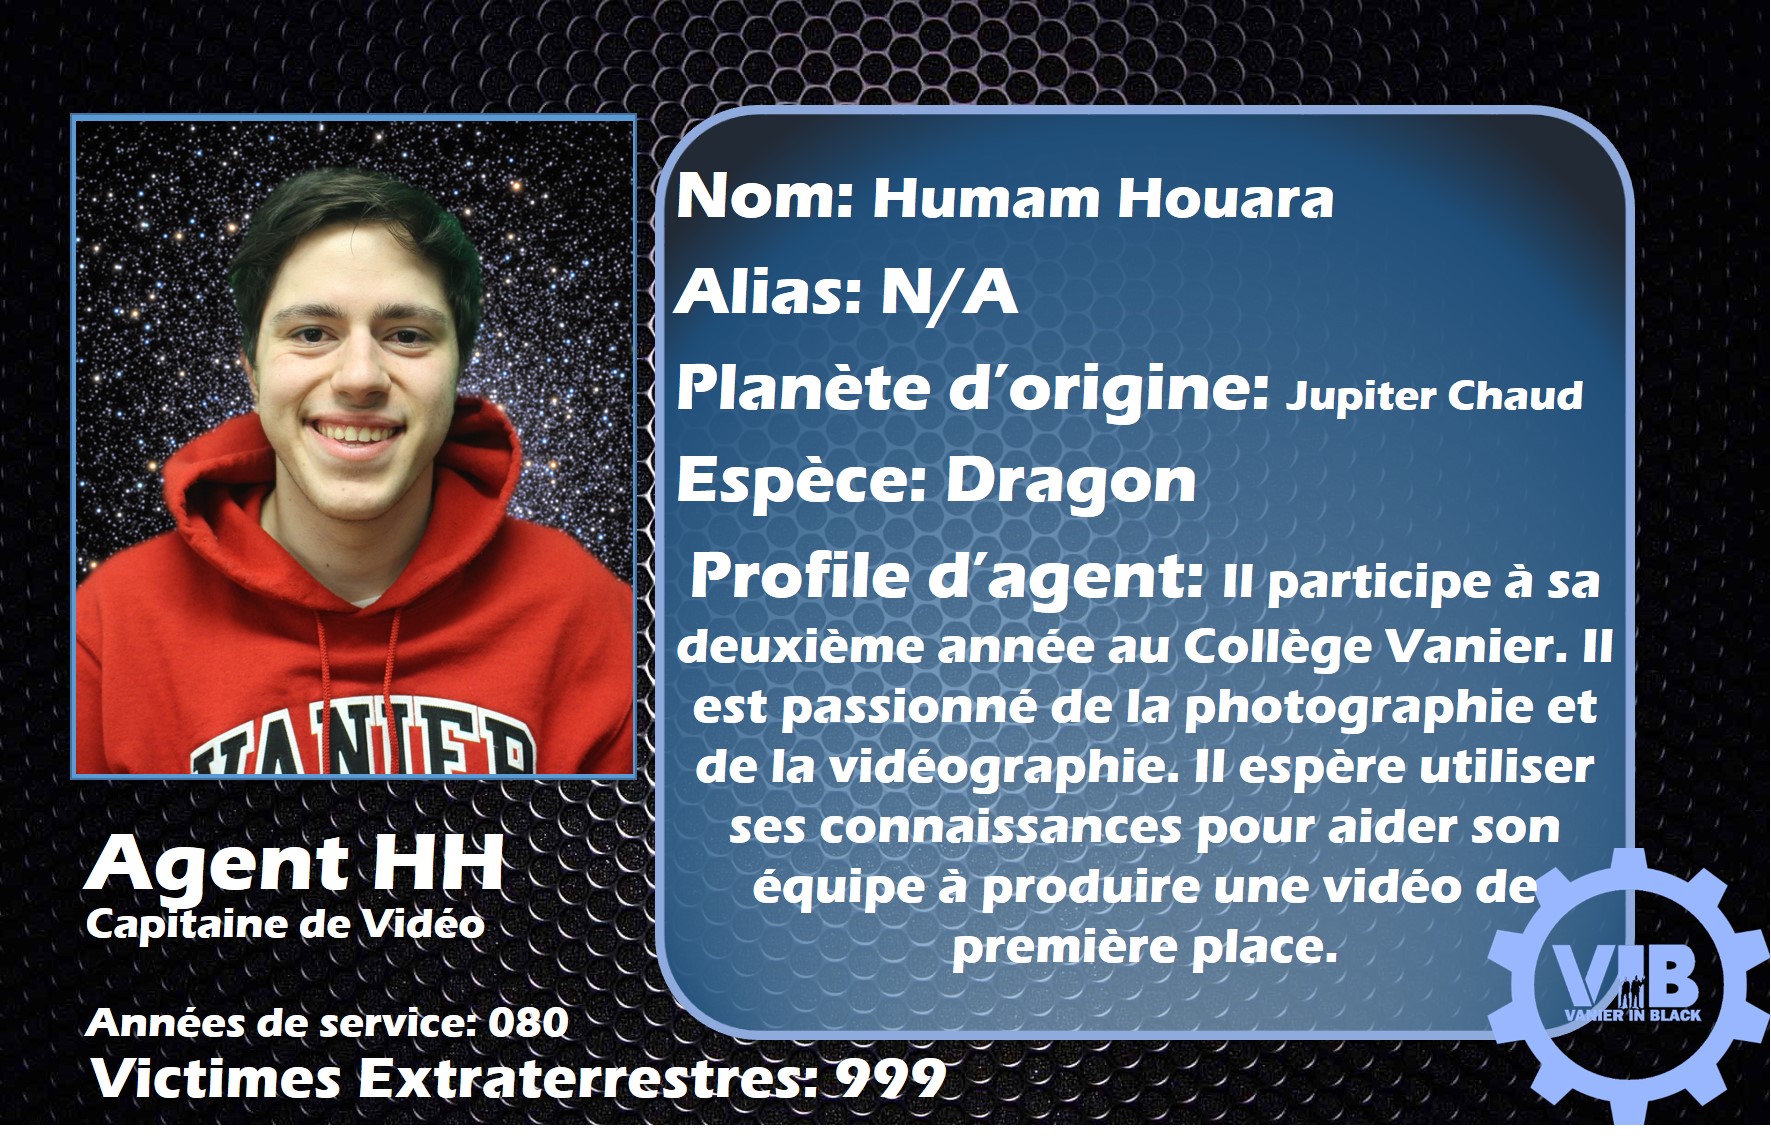 Nom: Humam Houara
Alias: N/A
Planète d'origine: Jupiter Chaud
Espèce: Dragon
Profile d'agent: Il participe à sa
deuxième année au Collège Vanier. Il
est passionné de la photographie et
de la vidéographie. Il espère utiliser
ses connaissances pour aider son
équipe à produire une vidéo de
première place.
VANIER
Agent HH
Capitaine de Vidéo
Années de service: 080
Victimes Extraterrestres: 999
VIB
VANIER IN BLACK